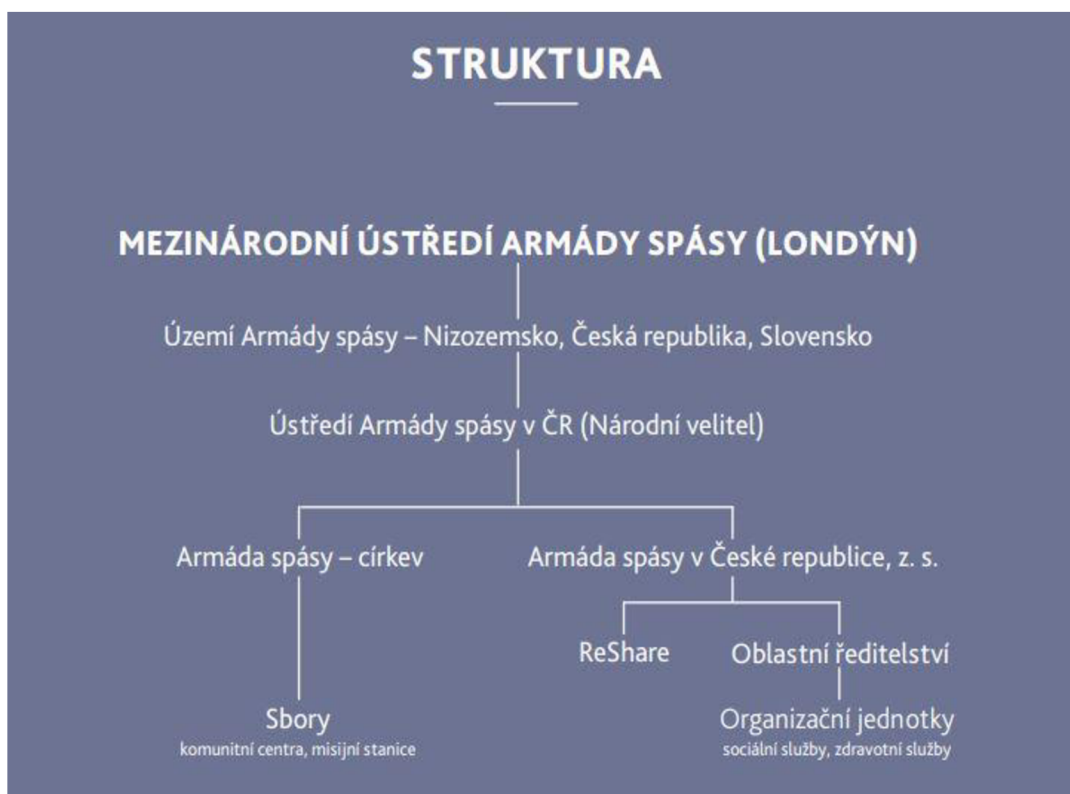 STRUKTURA
MEZINÁRODNÍ ÚSTŘEDÍ ARMÁDY SPÁSY (LONDÝN)
Území Armády spásy – Nizozemsko, Česká republika, Slovensko
Ústředí Armády spásy v ČR (Národní velitel)
Armáda spásy – církev
Armáda spásy v České republice, z. s.
ReShare
Oblastní ředitelství
Sbory
komunitní centra, misijní stanice
Organizační jednotky
sociální služby, zdravotní služby